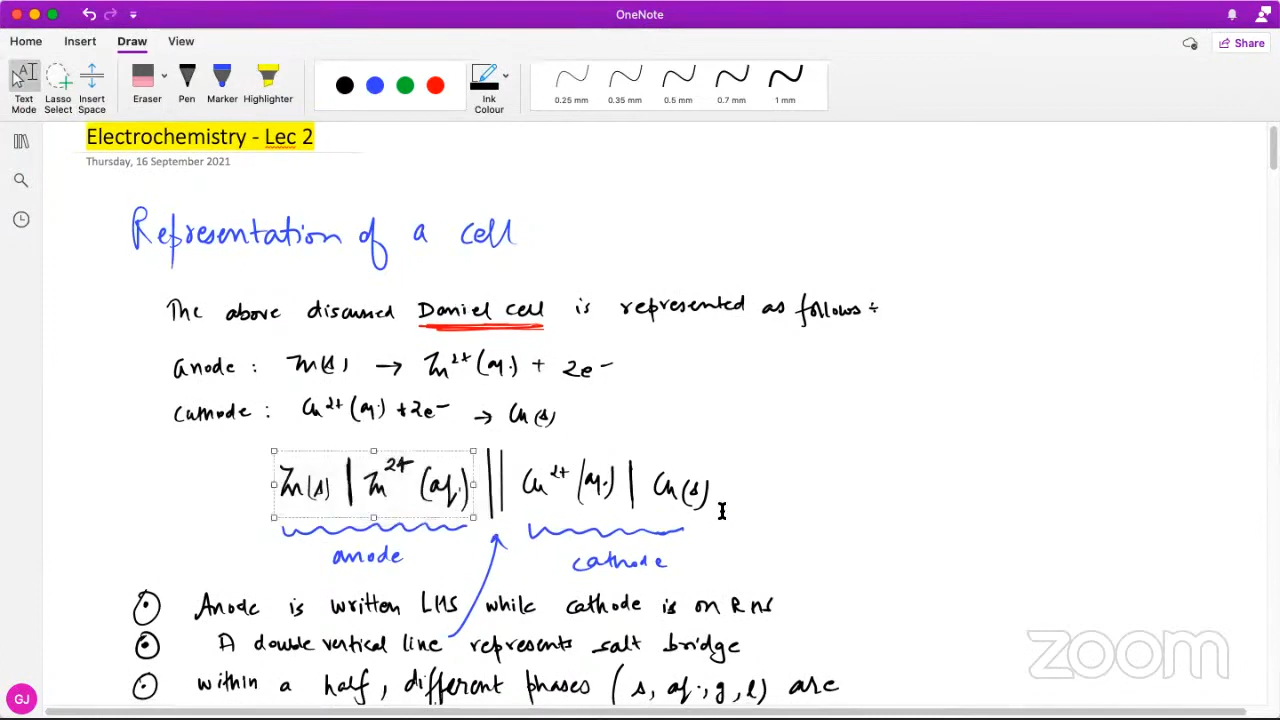 OneNote
Home Insert Draw View
Share
Text Mode Lasso Select Insert Space Eraser Pen Marker Highlighter Ink Colour 0.25 mm 0.35 mm 0.5 mm 0.7 mm 1 mm
Electrochemistry - Lec 2
Thursday, 16 September 2021
Representation of a cell
The above discussed Daniel cell is represented as follows ÷
anode : Zn(s) → Zn²⁺(aq.) + 2e⁻
Cathode : Cu²⁺(aq.) + 2e⁻ → Cu(s)
Zn(s) | Zn²⁺(aq.) || Cu²⁺(aq.) | Cu(s)
anode cathode
Anode is written LHS while cathode is on RHS
A double vertical line represents salt bridge
within a half, different phases (s, aq., g, l) are
zoom
GJ